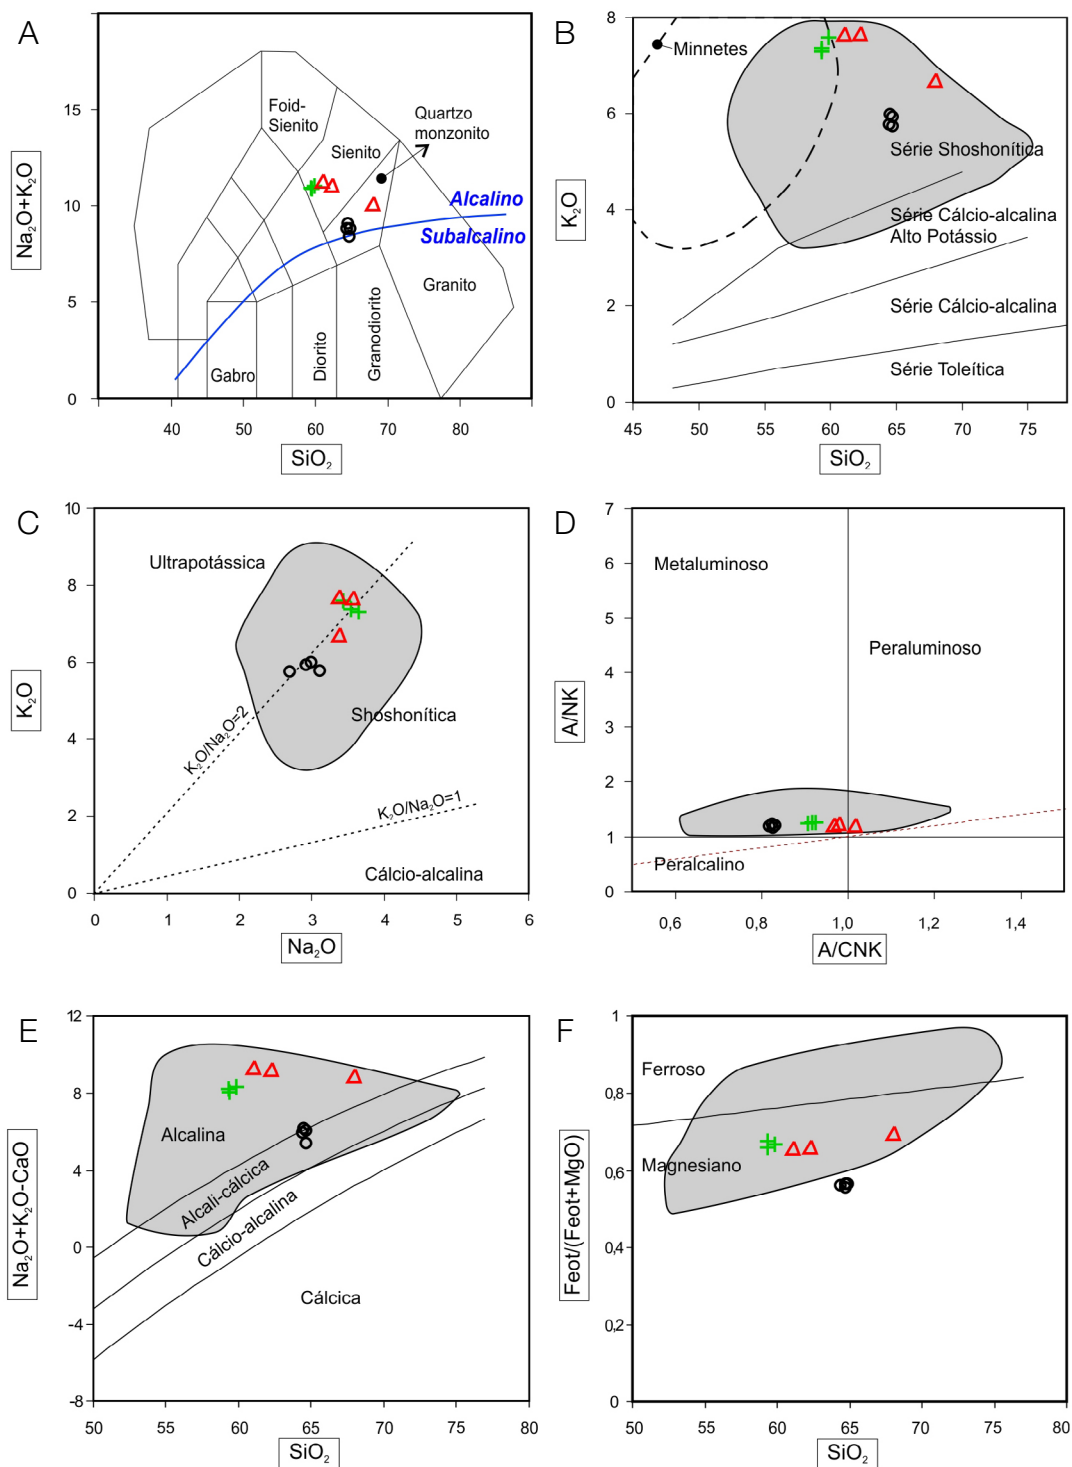 A
Na₂O+K₂O
15
10
5
0
Foid-
Sienito
Sienito
Quartzo
monzonito
Alcalino
Subalcalino
Granito
Gabro
Diorito
Granodiorito
40 50 60 70 80
SiO₂
B
K₂O
8
6
4
2
0
Minnetes
Série Shoshonítica
Série Cálcio-alcalina
Alto Potássio
Série Cálcio-alcalina
Série Toleítica
45 50 55 60 65 70 75
SiO₂
C
K₂O
10
8
6
4
2
0
Ultrapotássica
K₂O/Na₂O=2
Shoshonítica
K₂O/Na₂O=1
Cálcio-alcalina
0 1 2 3 4 5 6
Na₂O
D
A/NK
7
6
5
4
3
2
1
0
Metaluminoso
Peraluminoso
Peralcalino
0,6 0,8 1,0 1,2 1,4
A/CNK
E
Na₂O+K₂O-CaO
12
8
4
0
-4
-8
Alcalina
Alcali-cálcica
Cálcio-alcalina
Cálcica
50 55 60 65 70 75 80
SiO₂
F
Feot/(Feot+MgO)
1
0,8
0,6
0,4
0,2
0
Ferroso
Magnesiano
50 55 60 65 70 75 80
SiO₂